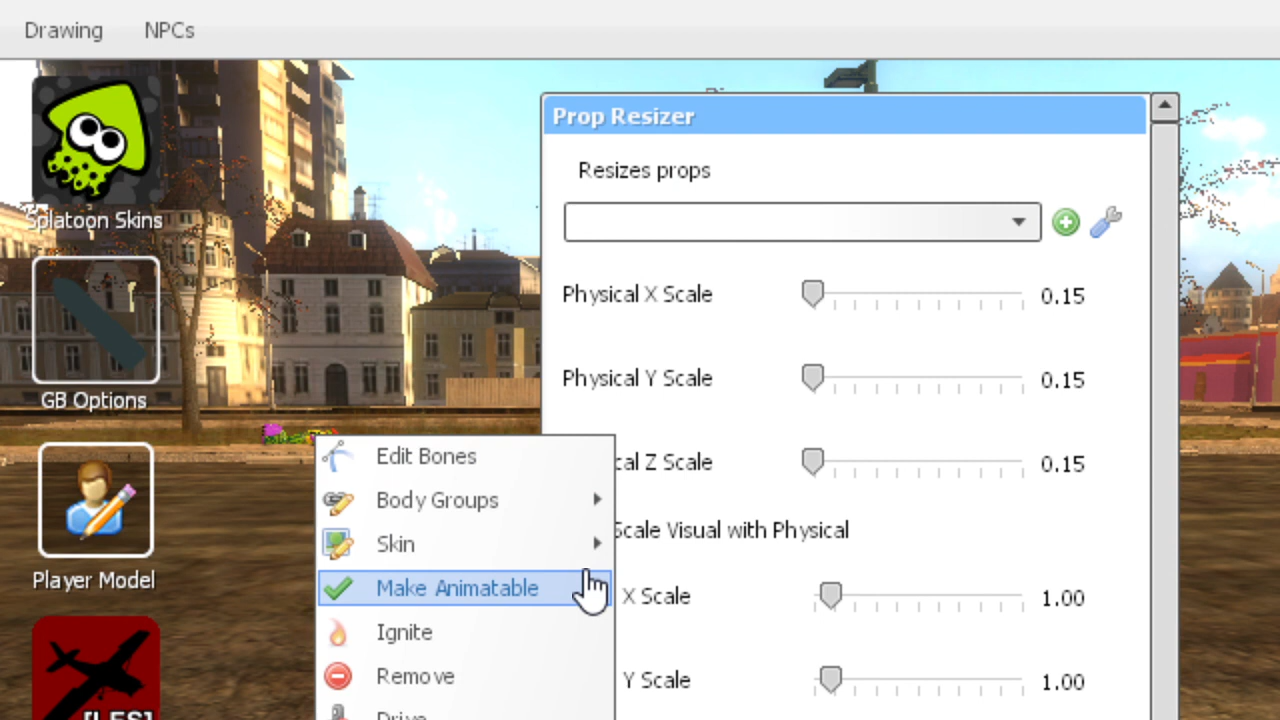 Drawing
NPCs
Splatoon Skins
GB Options
Player Model
[LFS]
Prop Resizer
Resizes props
Physical X Scale
0.15
Physical Y Scale
0.15
cal Z Scale
0.15
Scale Visual with Physical
X Scale
1.00
Y Scale
1.00
Edit Bones
Body Groups
Skin
Make Animatable
Ignite
Remove
Drive